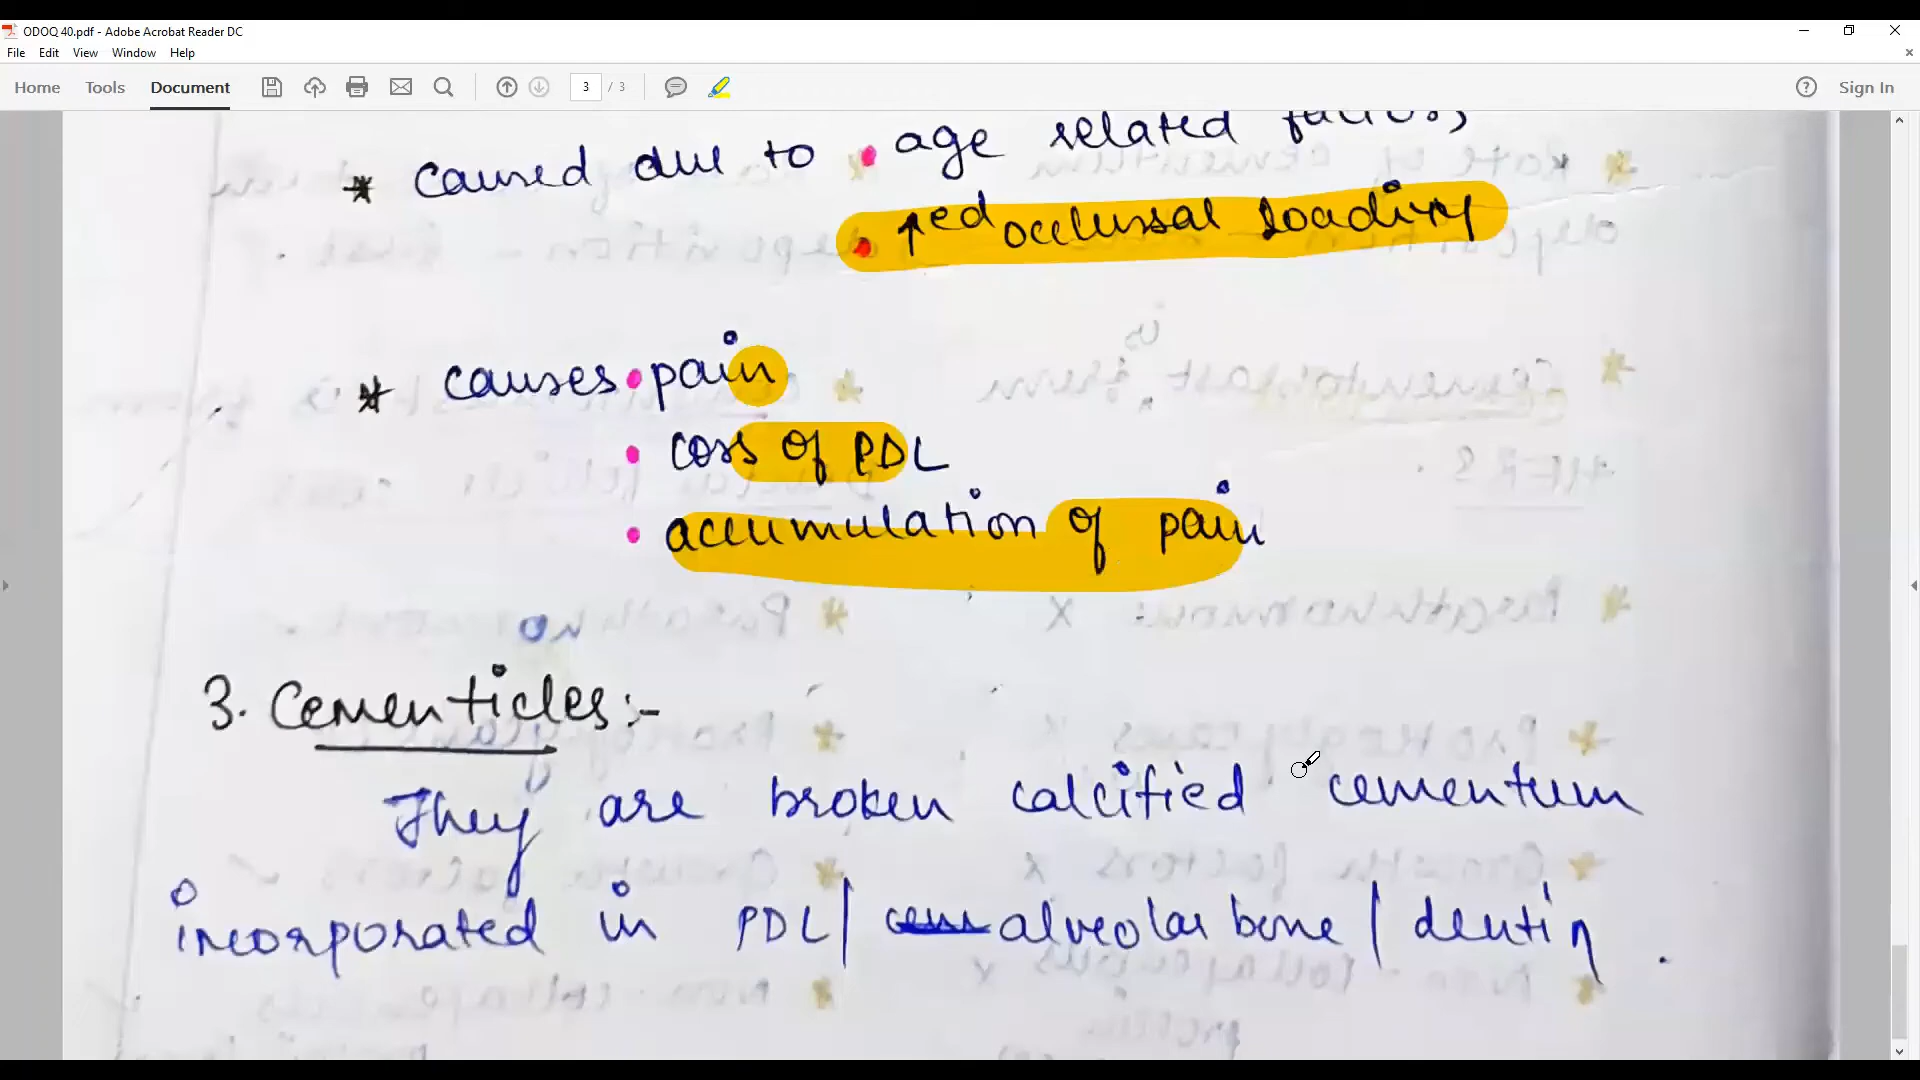 ODOQ 40.pdf - Adobe Acrobat Reader DC
File Edit View Window Help
Home Tools Document 3 / 3 Sign In
* caused due to • age related factors,
• ↑ed occlussal loading
* causes • pain
• loss of PDL
• accumulation of pain
3. Cementicles :-
They are broken calcified cementum
incorporated in PDL / alveolar bone / dentin .